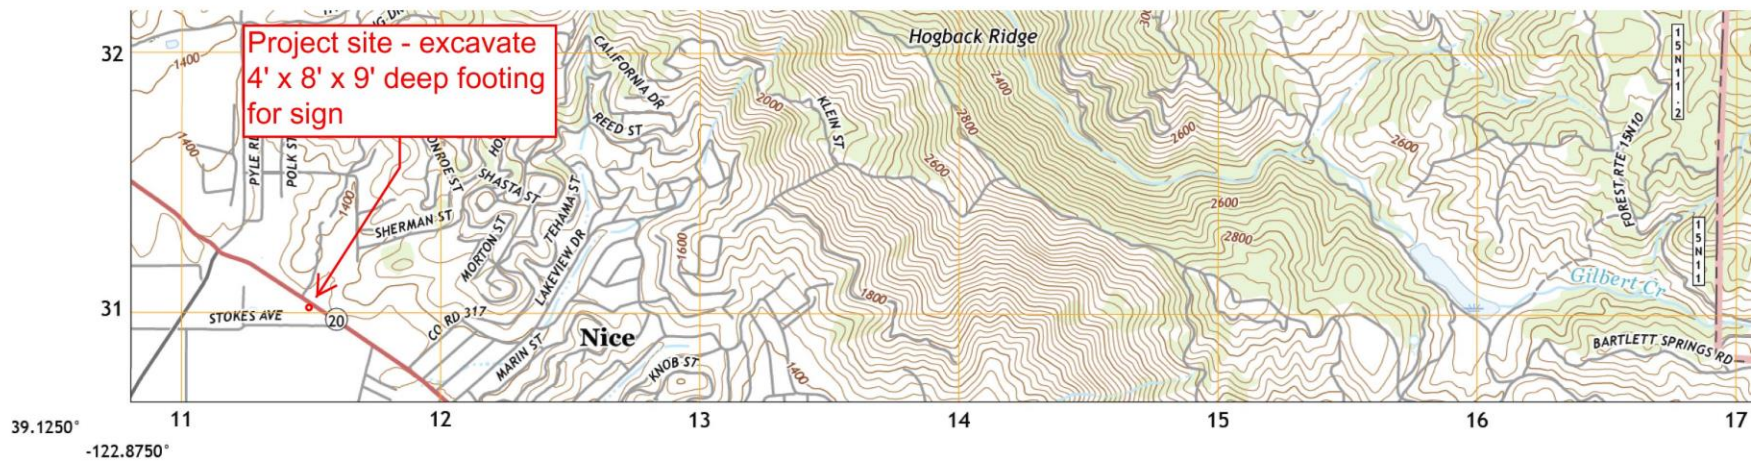 32
Project site - excavate
4' x 8' x 9' deep footing
for sign
1400
1400
1400
PYLE RD
POLK ST
SHERMAN ST
SHASTA ST
MORTON ST
TEHAMA ST
LAKEVIEW DR
CALIFORNIA DR
REED ST
KLEIN ST
Hogback Ridge
2000
2400
2800
2600
2600
2600
2600
2800
1600
1800
FOREST RTE 15N10
15N11.2
15N11
Gilbert Cr
BARTLETT SPRINGS RD
31
STOKES AVE
20
CO RD 317
MARIN ST
Nice
KNOB ST
1400
11
12
13
14
15
16
17
39.1250°
-122.8750°